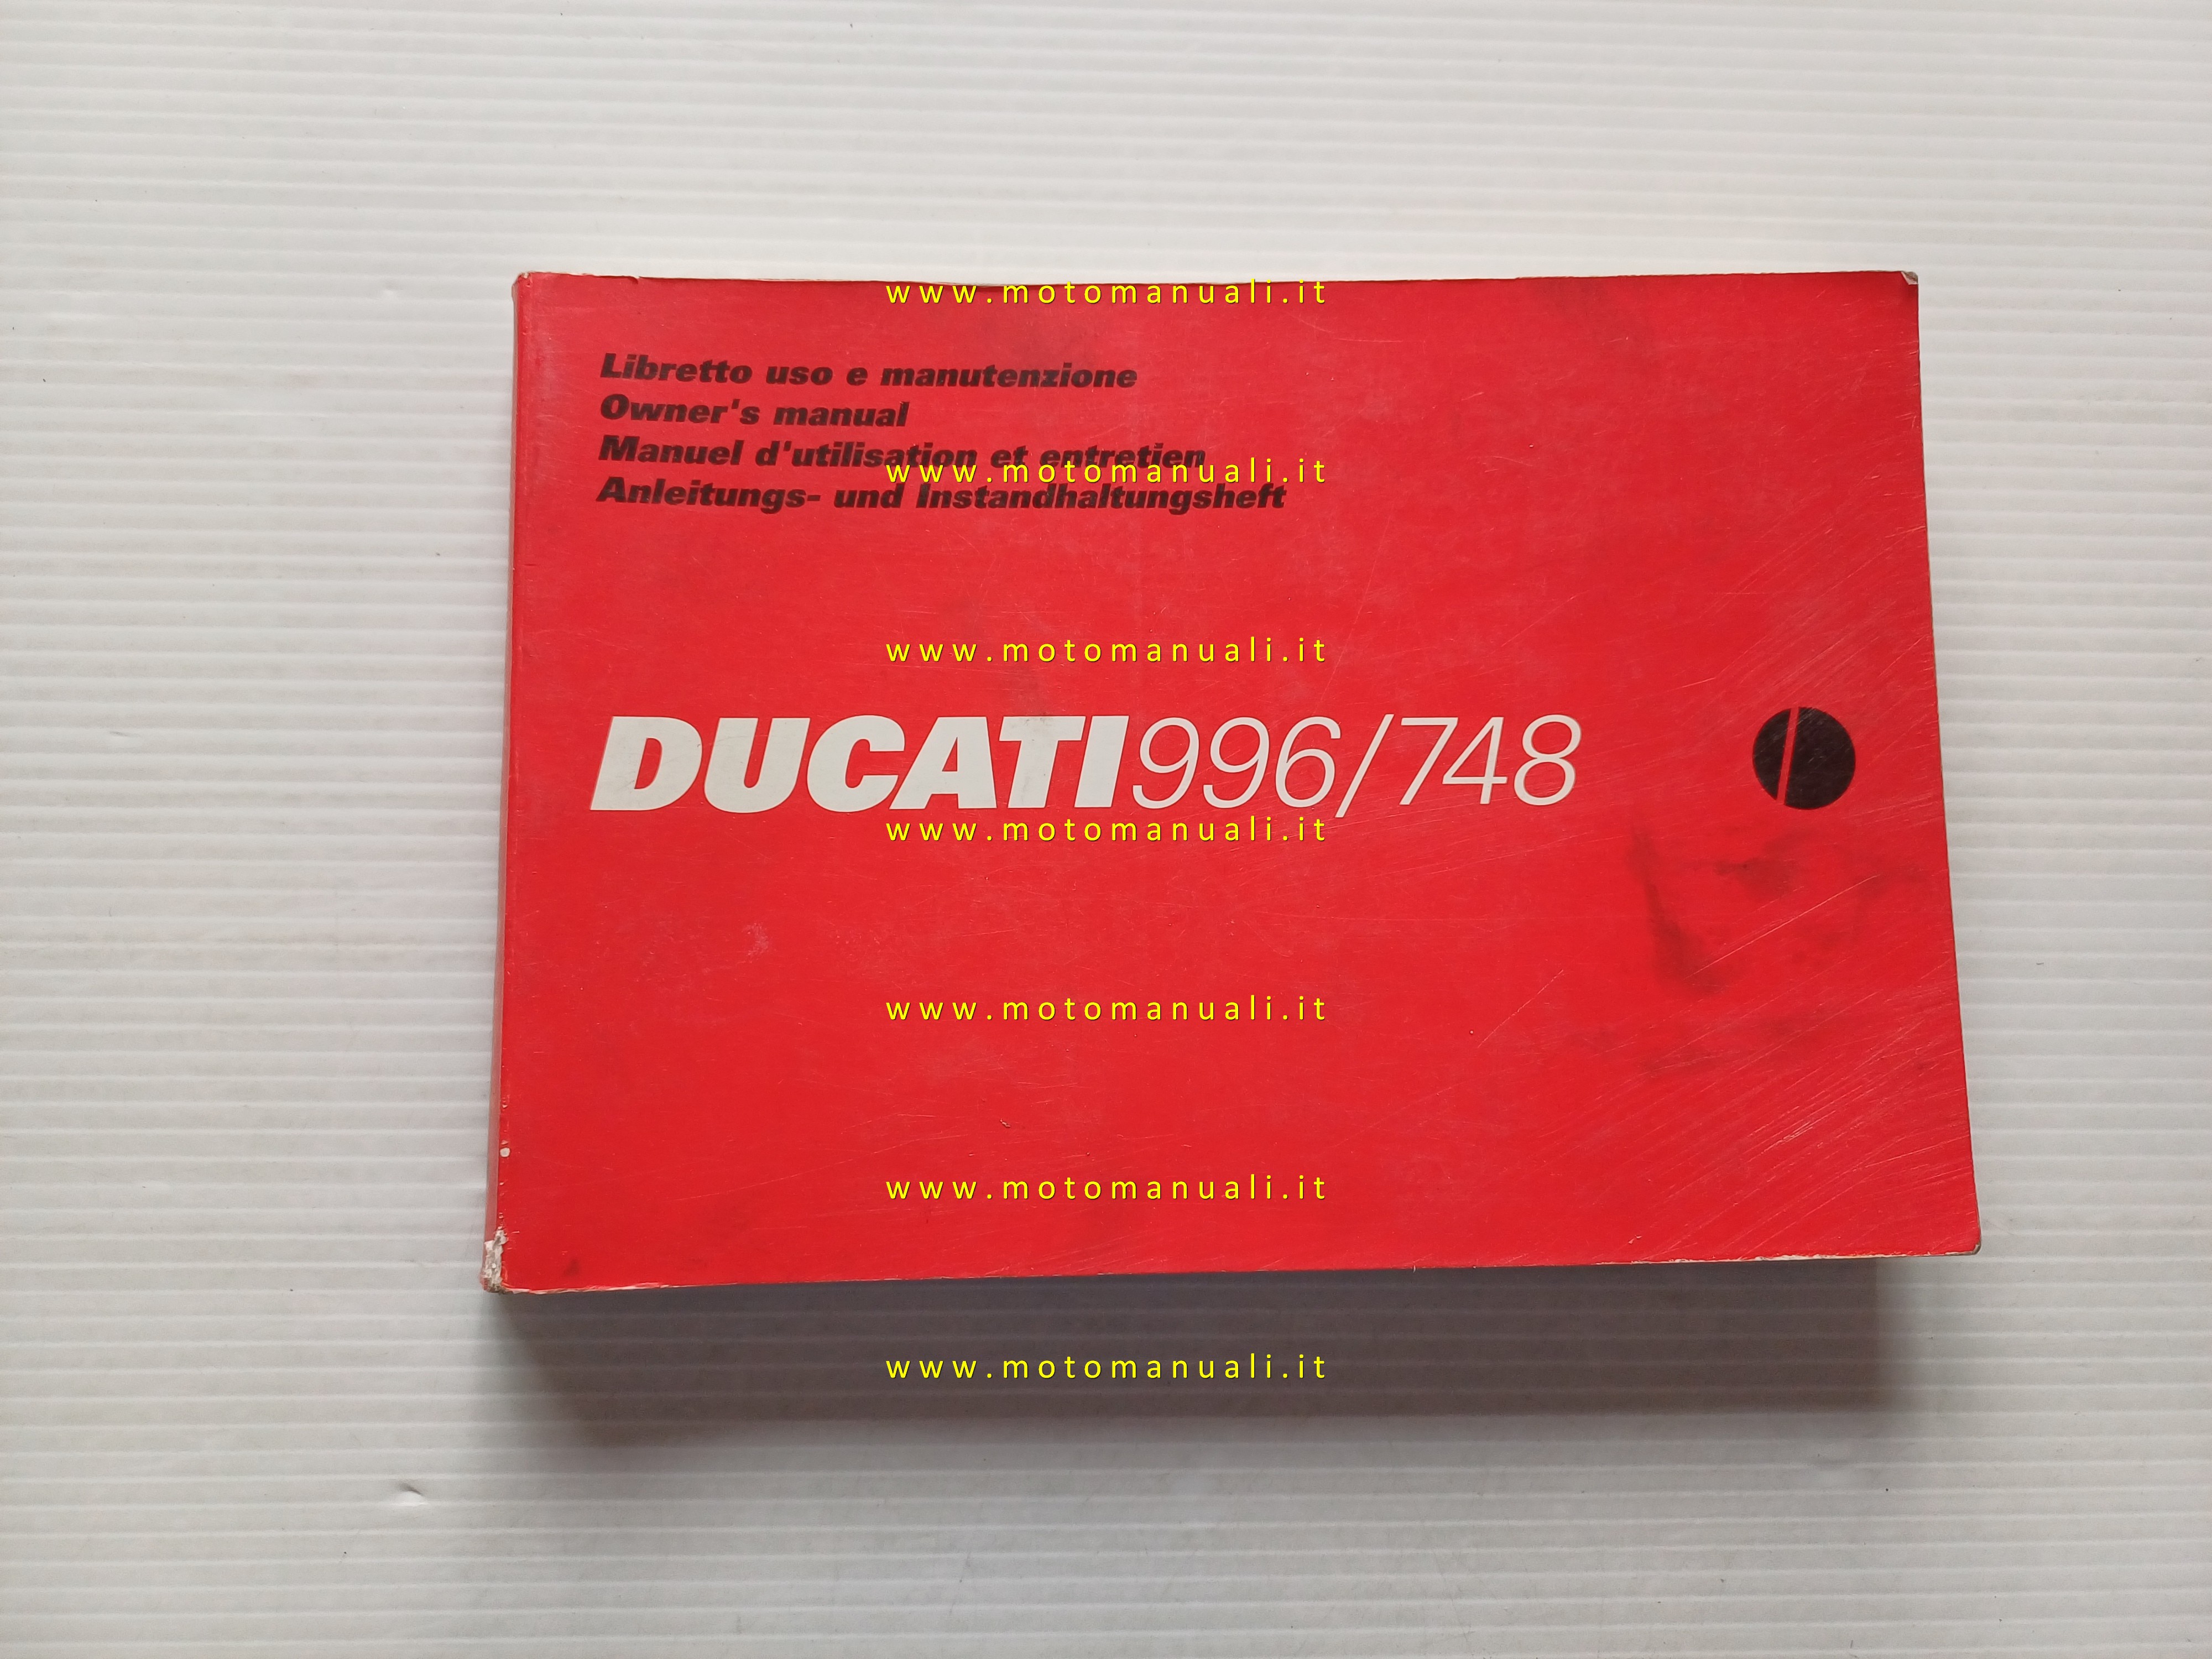 www.motomanuali.it
Libretto uso e manutenzione
Owner's manual
Manuel d'utilisation et entretien
www.motomanuali.it
Anleitungs- und Instandhaltungsheft
www.motomanuali.it
DUCATI996/748
www.motomanuali.it
www.motomanuali.it
www.motomanuali.it
www.motomanuali.it